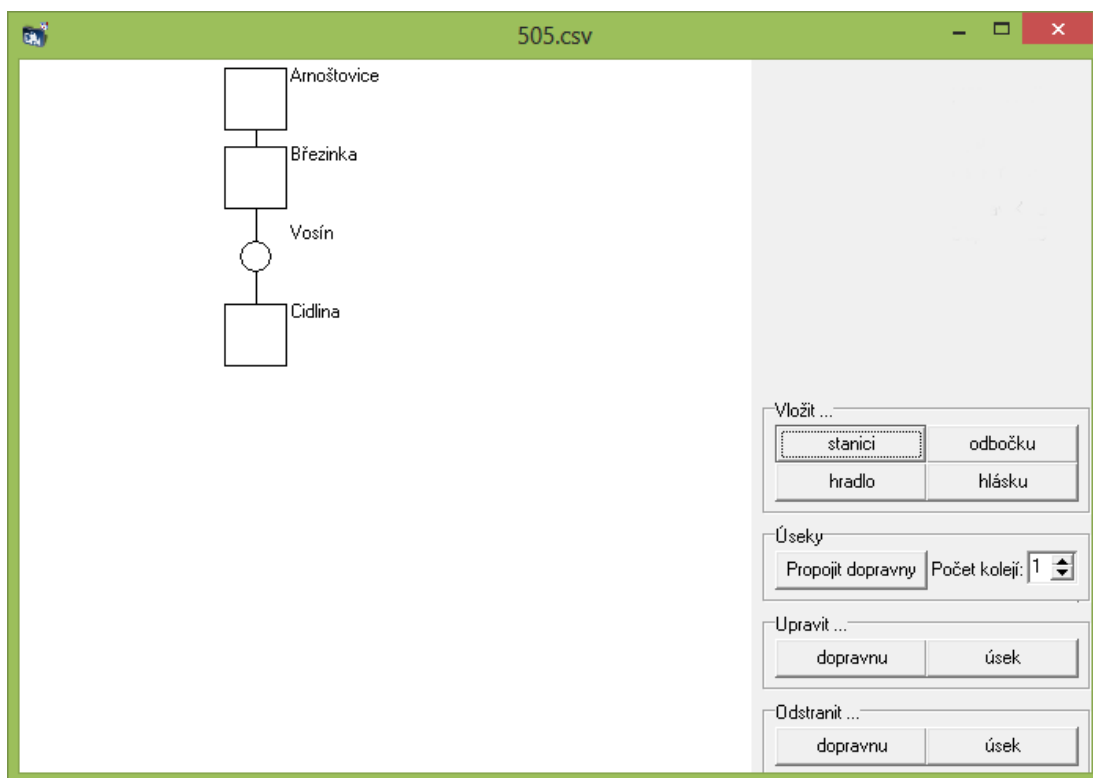 505.csv
Arnoštovice
Březinka
Vosín
Cidlina
Vložit ...
stanici odbočku
hradlo hlásku
Úseky
Propojit dopravny Počet kolejí: 1
Upravit ...
dopravnu úsek
Odstranit ...
dopravnu úsek